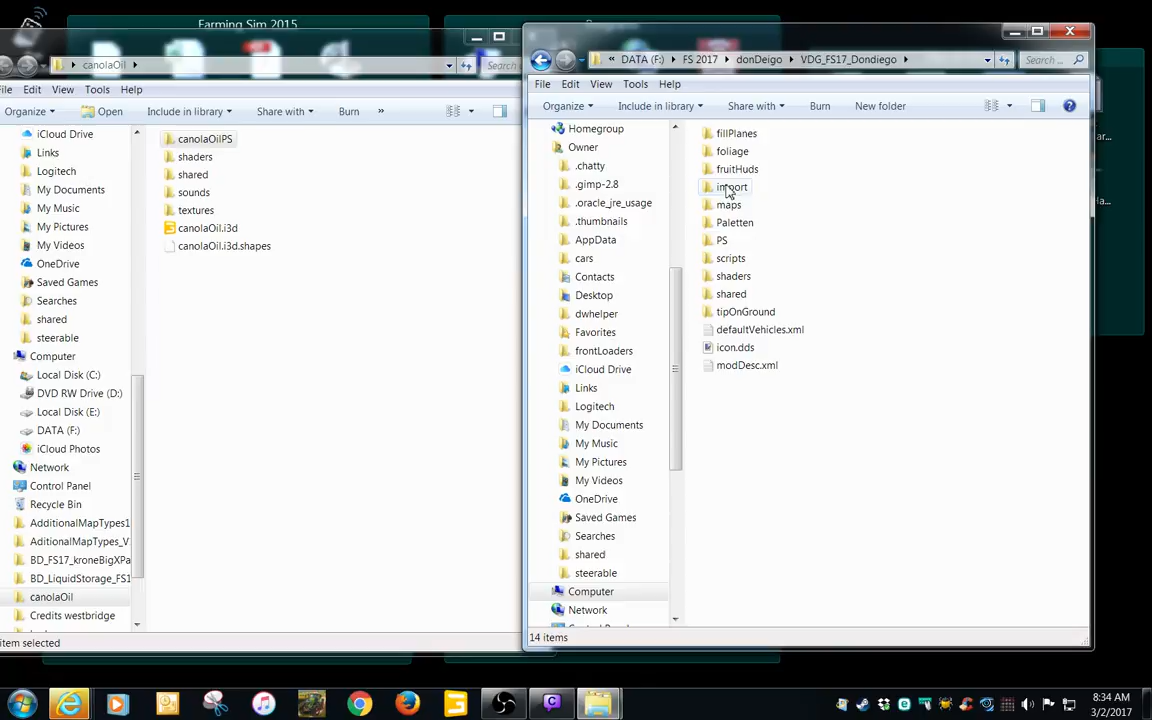 Farming Sim 2015
canolaOil
Search
Edit View Tools Help
Organize Open Include in library Share with Burn »
iCloud Drive
Links
Logitech
My Documents
My Music
My Pictures
My Videos
OneDrive
Saved Games
Searches
shared
steerable
Computer
Local Disk (C:)
DVD RW Drive (D:)
Local Disk (E:)
DATA (F:)
iCloud Photos
Network
Control Panel
Recycle Bin
AdditionalMapTypes1
AdditionalMapTypes_V
BD_FS17_kroneBigXPa
BD_LiquidStorage_FS1
canolaOil
Credits westbridge
canolaOilPS
shaders
shared
sounds
textures
canolaOil.i3d
canolaOil.i3d.shapes
item selected
« DATA (F:) FS 2017 donDeigo VDG_FS17_Dondiego
Search ...
File Edit View Tools Help
Organize Include in library Share with Burn New folder
Homegroup
Owner
.chatty
.gimp-2.8
.oracle_jre_usage
.thumbnails
AppData
cars
Contacts
Desktop
dwhelper
Favorites
frontLoaders
iCloud Drive
Links
Logitech
My Documents
My Music
My Pictures
My Videos
OneDrive
Saved Games
Searches
shared
steerable
Computer
Network
fillPlanes
foliage
fruitHuds
import
maps
Paletten
PS
scripts
shaders
shared
tipOnGround
defaultVehicles.xml
icon.dds
modDesc.xml
14 items
8:34 AM
3/2/2017